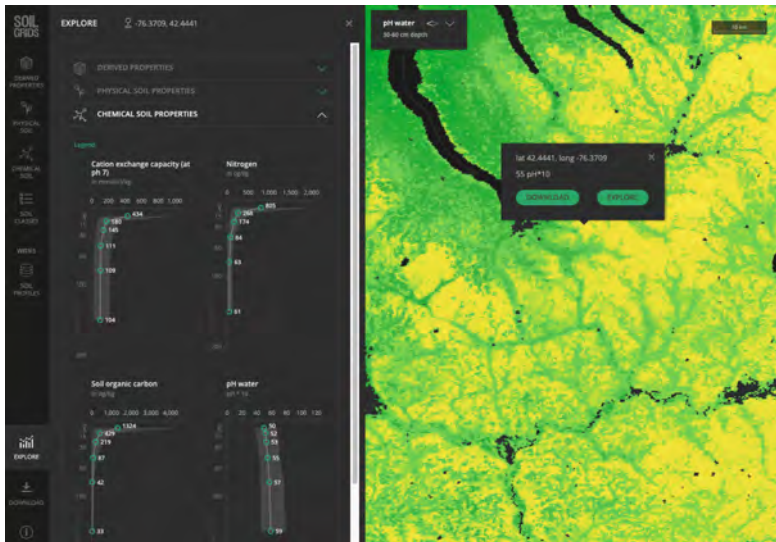 SOIL
GRIDS
EXPLORE
-76.3709, 42.4441
×
DERIVED
PROPERTIES
PHYSICAL
SOIL
CHEMICAL
SOIL
SOIL
CLASSES
WRB
SOIL
PROFILES
EXPLORE
DOWNLOAD
DERIVED PROPERTIES
PHYSICAL SOIL PROPERTIES
CHEMICAL SOIL PROPERTIES
Legend
Cation exchange capacity (at
ph 7)
0 200 400 600 800 1,000
434
180
145
111
109
104
Nitrogen
in cg/kg
0 500 1,000 1,500 2,000
805
174
84
63
61
Soil organic carbon
in dg/kg
0 1,000 2,000 3,000 4,000
1324
629
219
87
42
33
pH water
pH * 10
0 20 40 60 80 100 120
50
52
53
55
57
59
pH water
30-60 cm depth
10 km
lat 42.4441, long -76.3709
×
55 pH*10
DOWNLOAD
EXPLORE